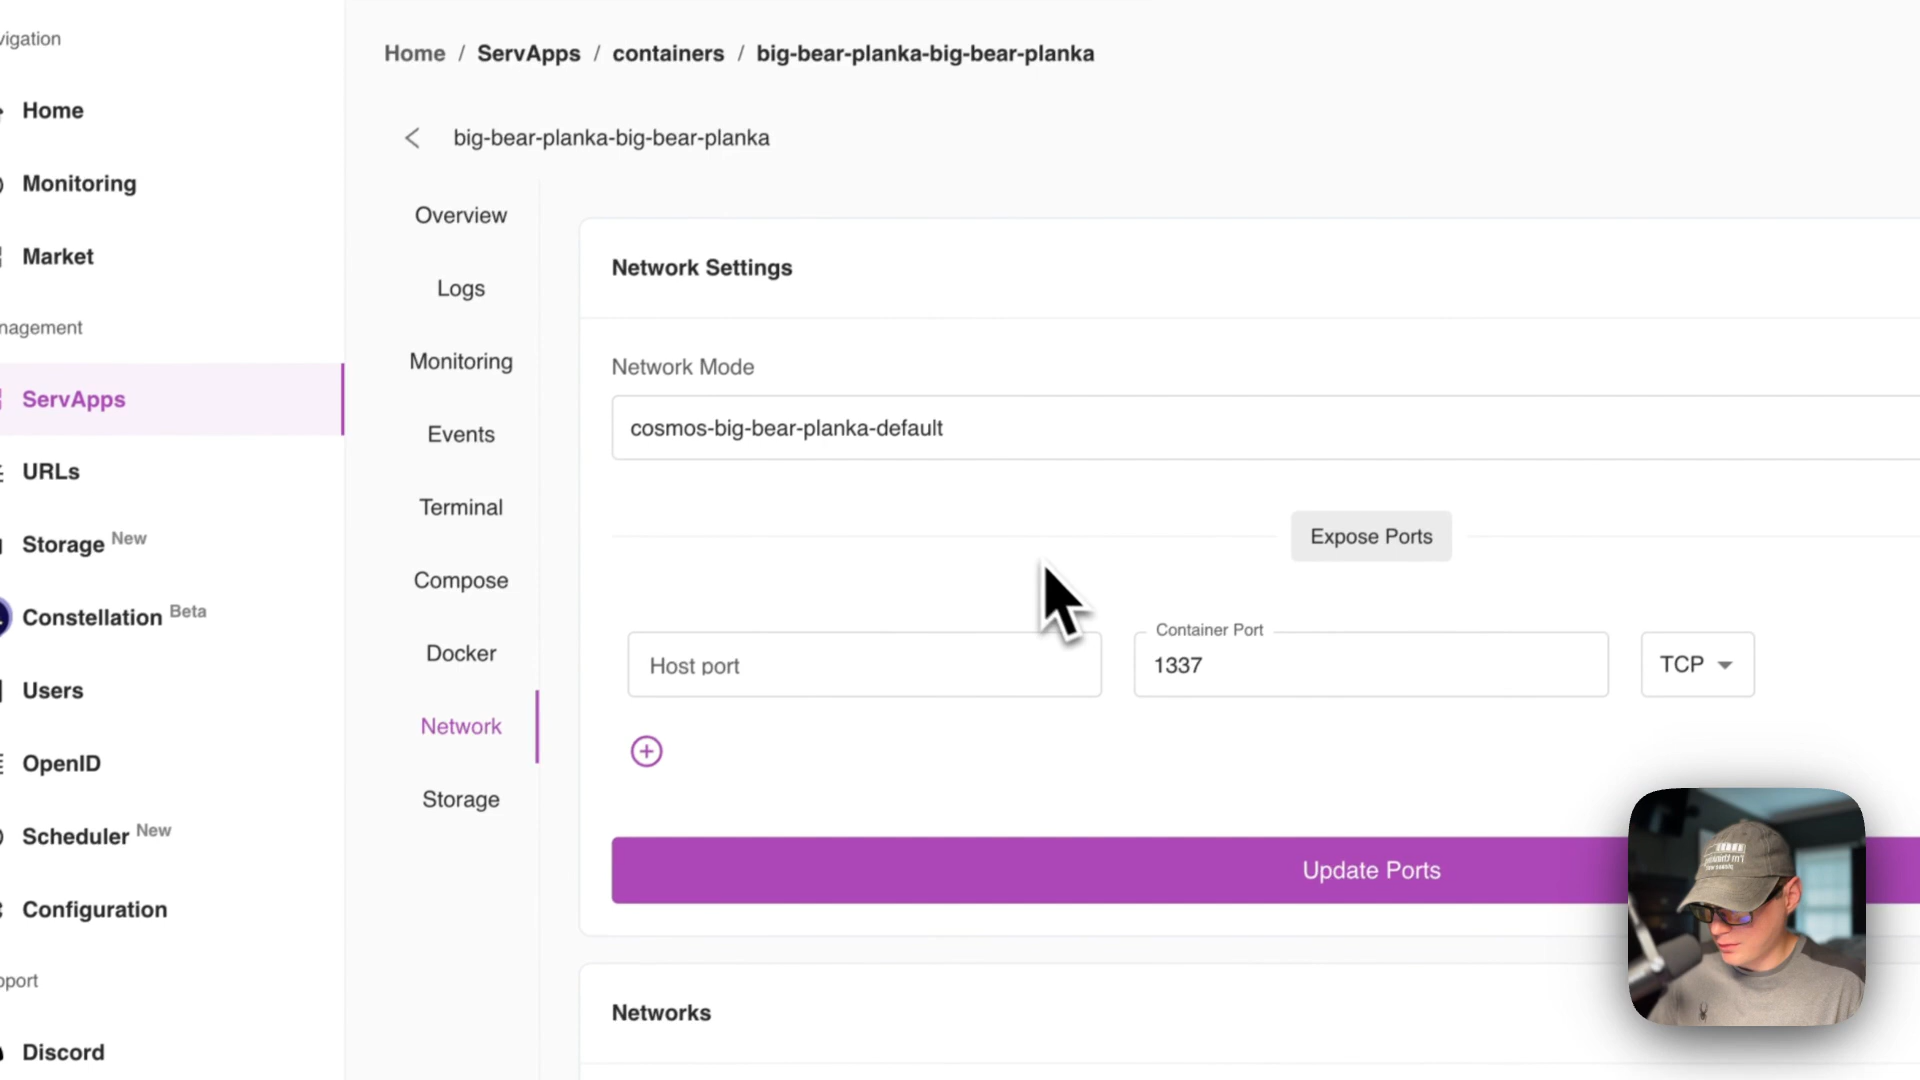 vigation
Home
Monitoring
Market
nagement
ServApps
URLs
Storage New
Constellation Beta
Users
OpenID
Scheduler New
Configuration
pport
Discord
Home / ServApps / containers / big-bear-planka-big-bear-planka
big-bear-planka-big-bear-planka
Overview
Logs
Monitoring
Events
Terminal
Compose
Docker
Network
Storage
Network Settings
Network Mode
cosmos-big-bear-planka-default
Expose Ports
Host port
Container Port
1337
TCP
Update Ports
Networks